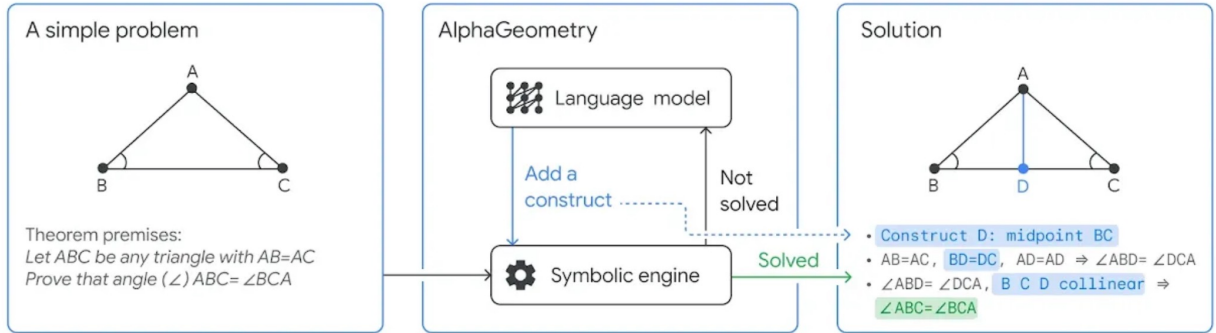 A simple problem
A
B
C
Theorem premises:
Let ABC be any triangle with AB=AC
Prove that angle (∠) ABC= ∠BCA
AlphaGeometry
Language model
Add a
construct
Not
solved
Symbolic engine
Solved
Solution
A
B
D
C
• Construct D: midpoint BC
• AB=AC, BD=DC, AD=AD ⇒ ∠ABD= ∠DCA
• ∠ABD= ∠DCA, B C D collinear ⇒
∠ABC=∠BCA